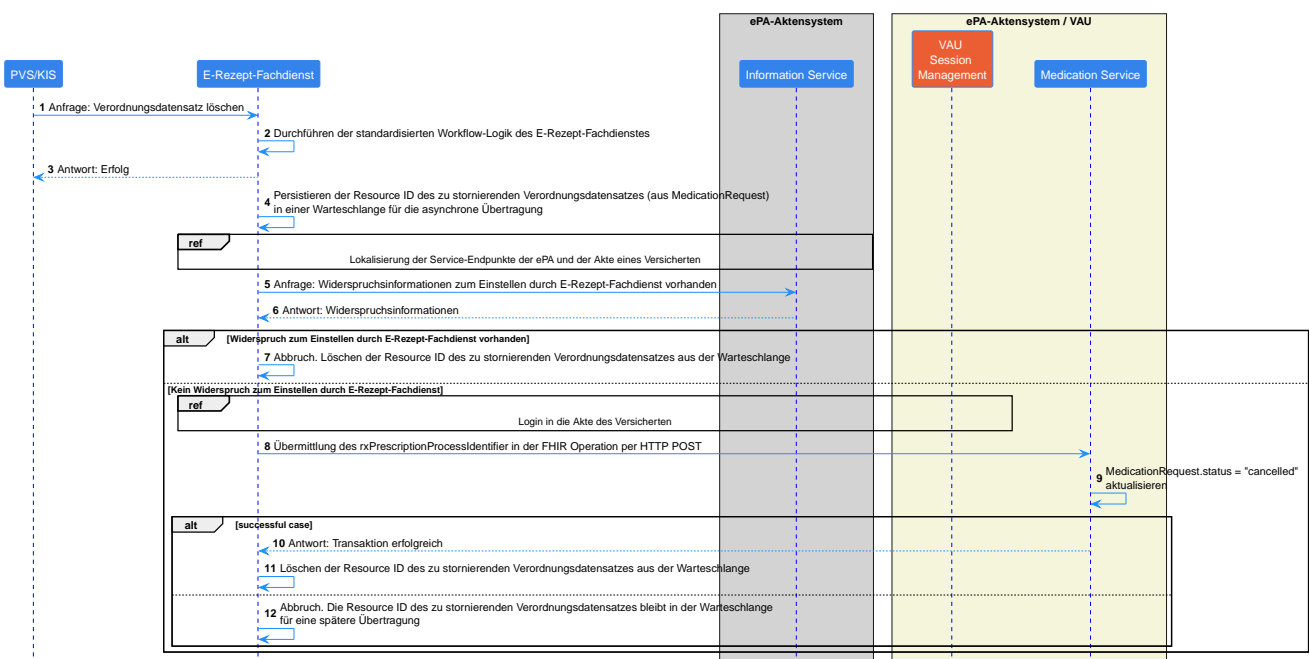 ePA-Aktensystem
ePA-Aktensystem / VAU
PVS/KIS
E-Rezept-Fachdienst
Information Service
VAU
Session
Management
Medication Service
1 Anfrage: Verordnungsdatensatz löschen
2 Durchführen der standardisierten Workflow-Logik des E-Rezept-Fachdienstes
3 Antwort: Erfolg
4 Persistieren der Resource ID des zu stornierenden Verordnungsdatensatzes (aus MedicationRequest)
in einer Warteschlange für die asynchrone Übertragung
ref
Lokalisierung der Service-Endpunkte der ePA und der Akte eines Versicherten
5 Anfrage: Widerspruchsinformationen zum Einstellen durch E-Rezept-Fachdienst vorhanden
6 Antwort: Widerspruchsinformationen
alt [Widerspruch zum Einstellen durch E-Rezept-Fachdienst vorhanden]
7 Abbruch. Löschen der Resource ID des zu stornierenden Verordnungsdatensatzes aus der Warteschlange
[Kein Widerspruch zum Einstellen durch E-Rezept-Fachdienst]
ref
Login in die Akte des Versicherten
8 Übermittlung des rxPrescriptionProcessIdentifier in der FHIR Operation per HTTP POST
9 MedicationRequest.status = "cancelled"
aktualisieren
alt [successful case]
10 Antwort: Transaktion erfolgreich
11 Löschen der Resource ID des zu stornierenden Verordnungsdatensatzes aus der Warteschlange
12 Abbruch. Die Resource ID des zu stornierenden Verordnungsdatensatzes bleibt in der Warteschlange
für eine spätere Übertragung